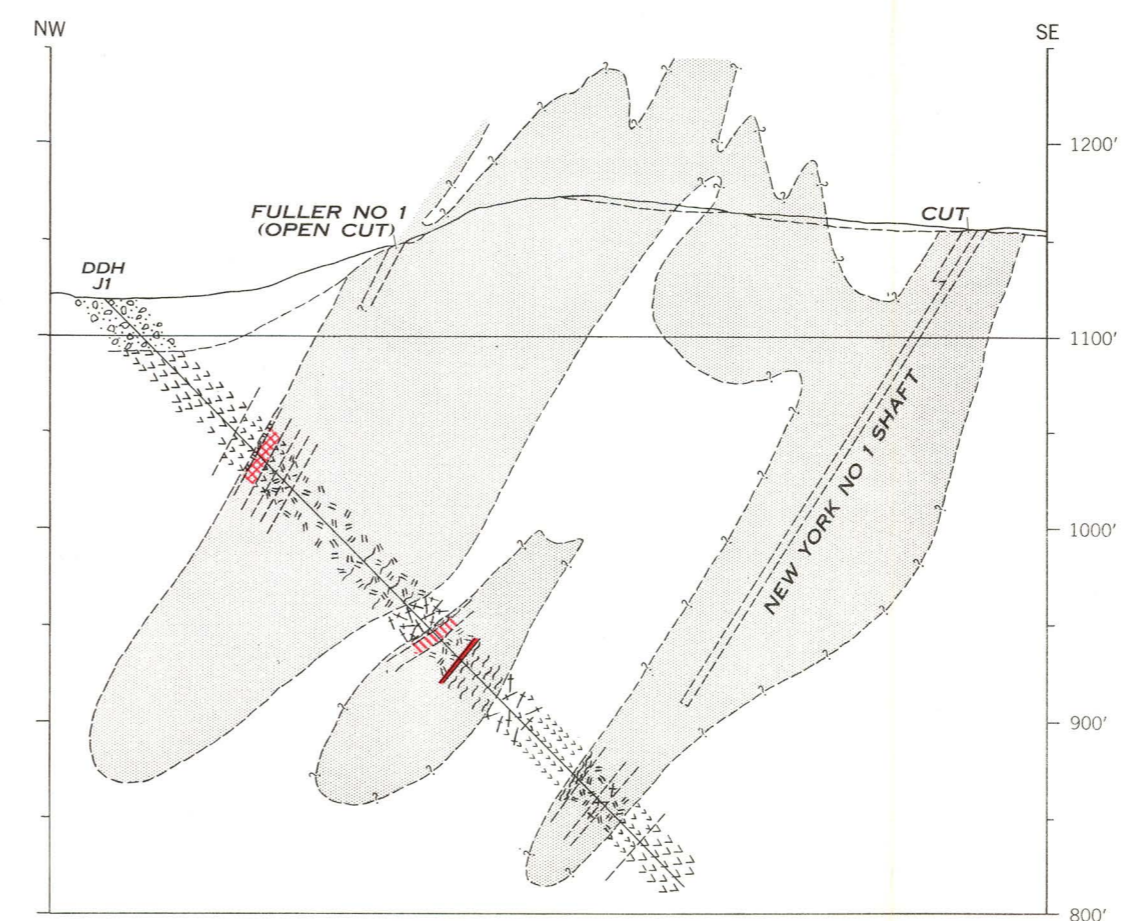 NW
SE
1200'
FULLER NO 1
(OPEN CUT)
CUT
DDH
J1
1100'
NEW YORK NO 1 SHAFT
1000'
900'
800'